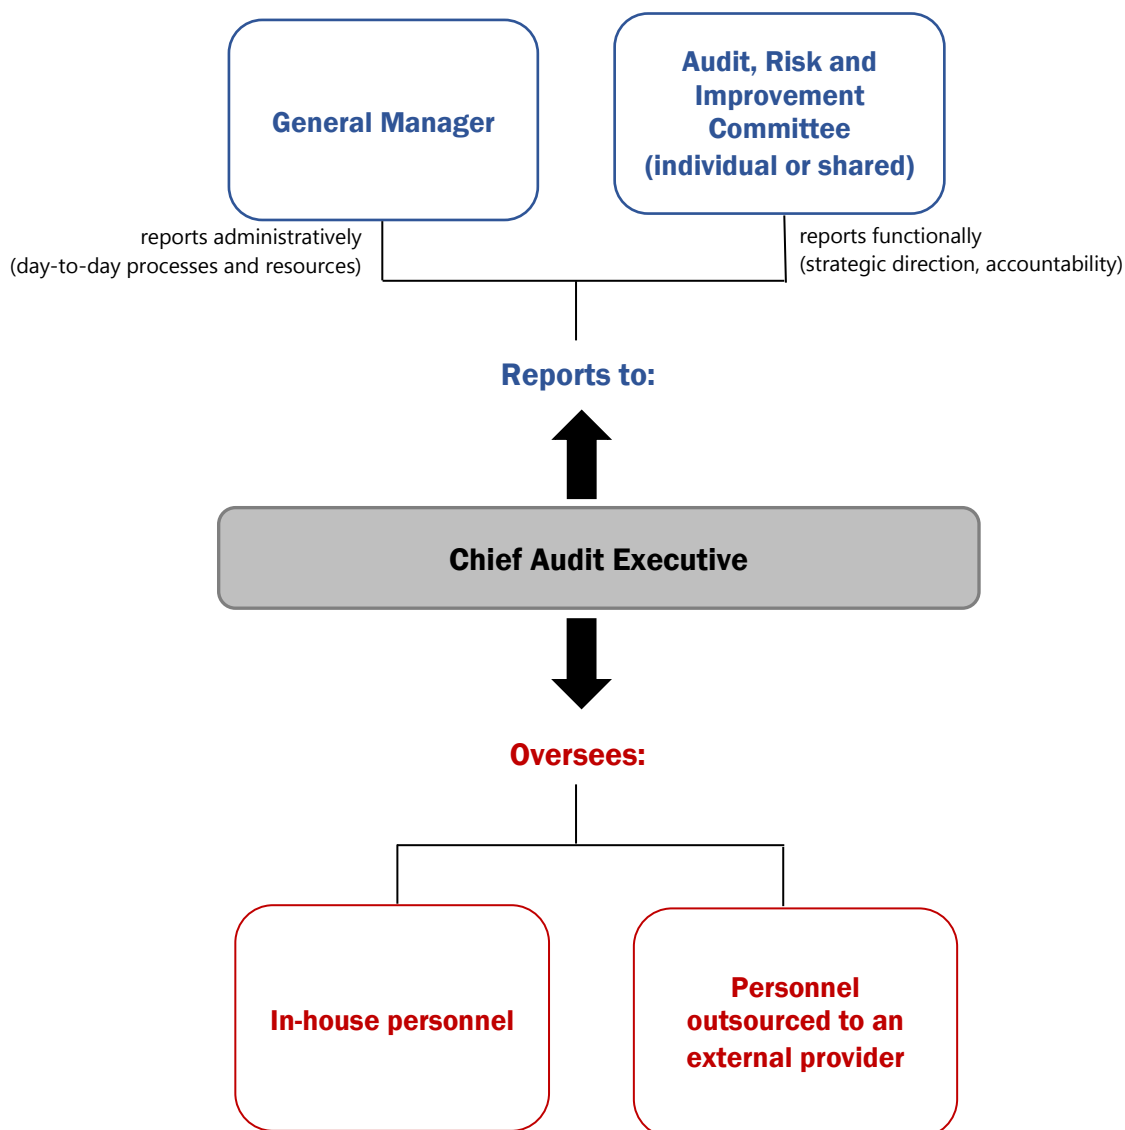 General Manager
Audit, Risk and
Improvement
Committee
(individual or shared)
reports administratively
(day-to-day processes and resources)
reports functionally
(strategic direction, accountability)
Reports to:
Chief Audit Executive
Oversees:
In-house personnel
Personnel
outsourced to an
external provider